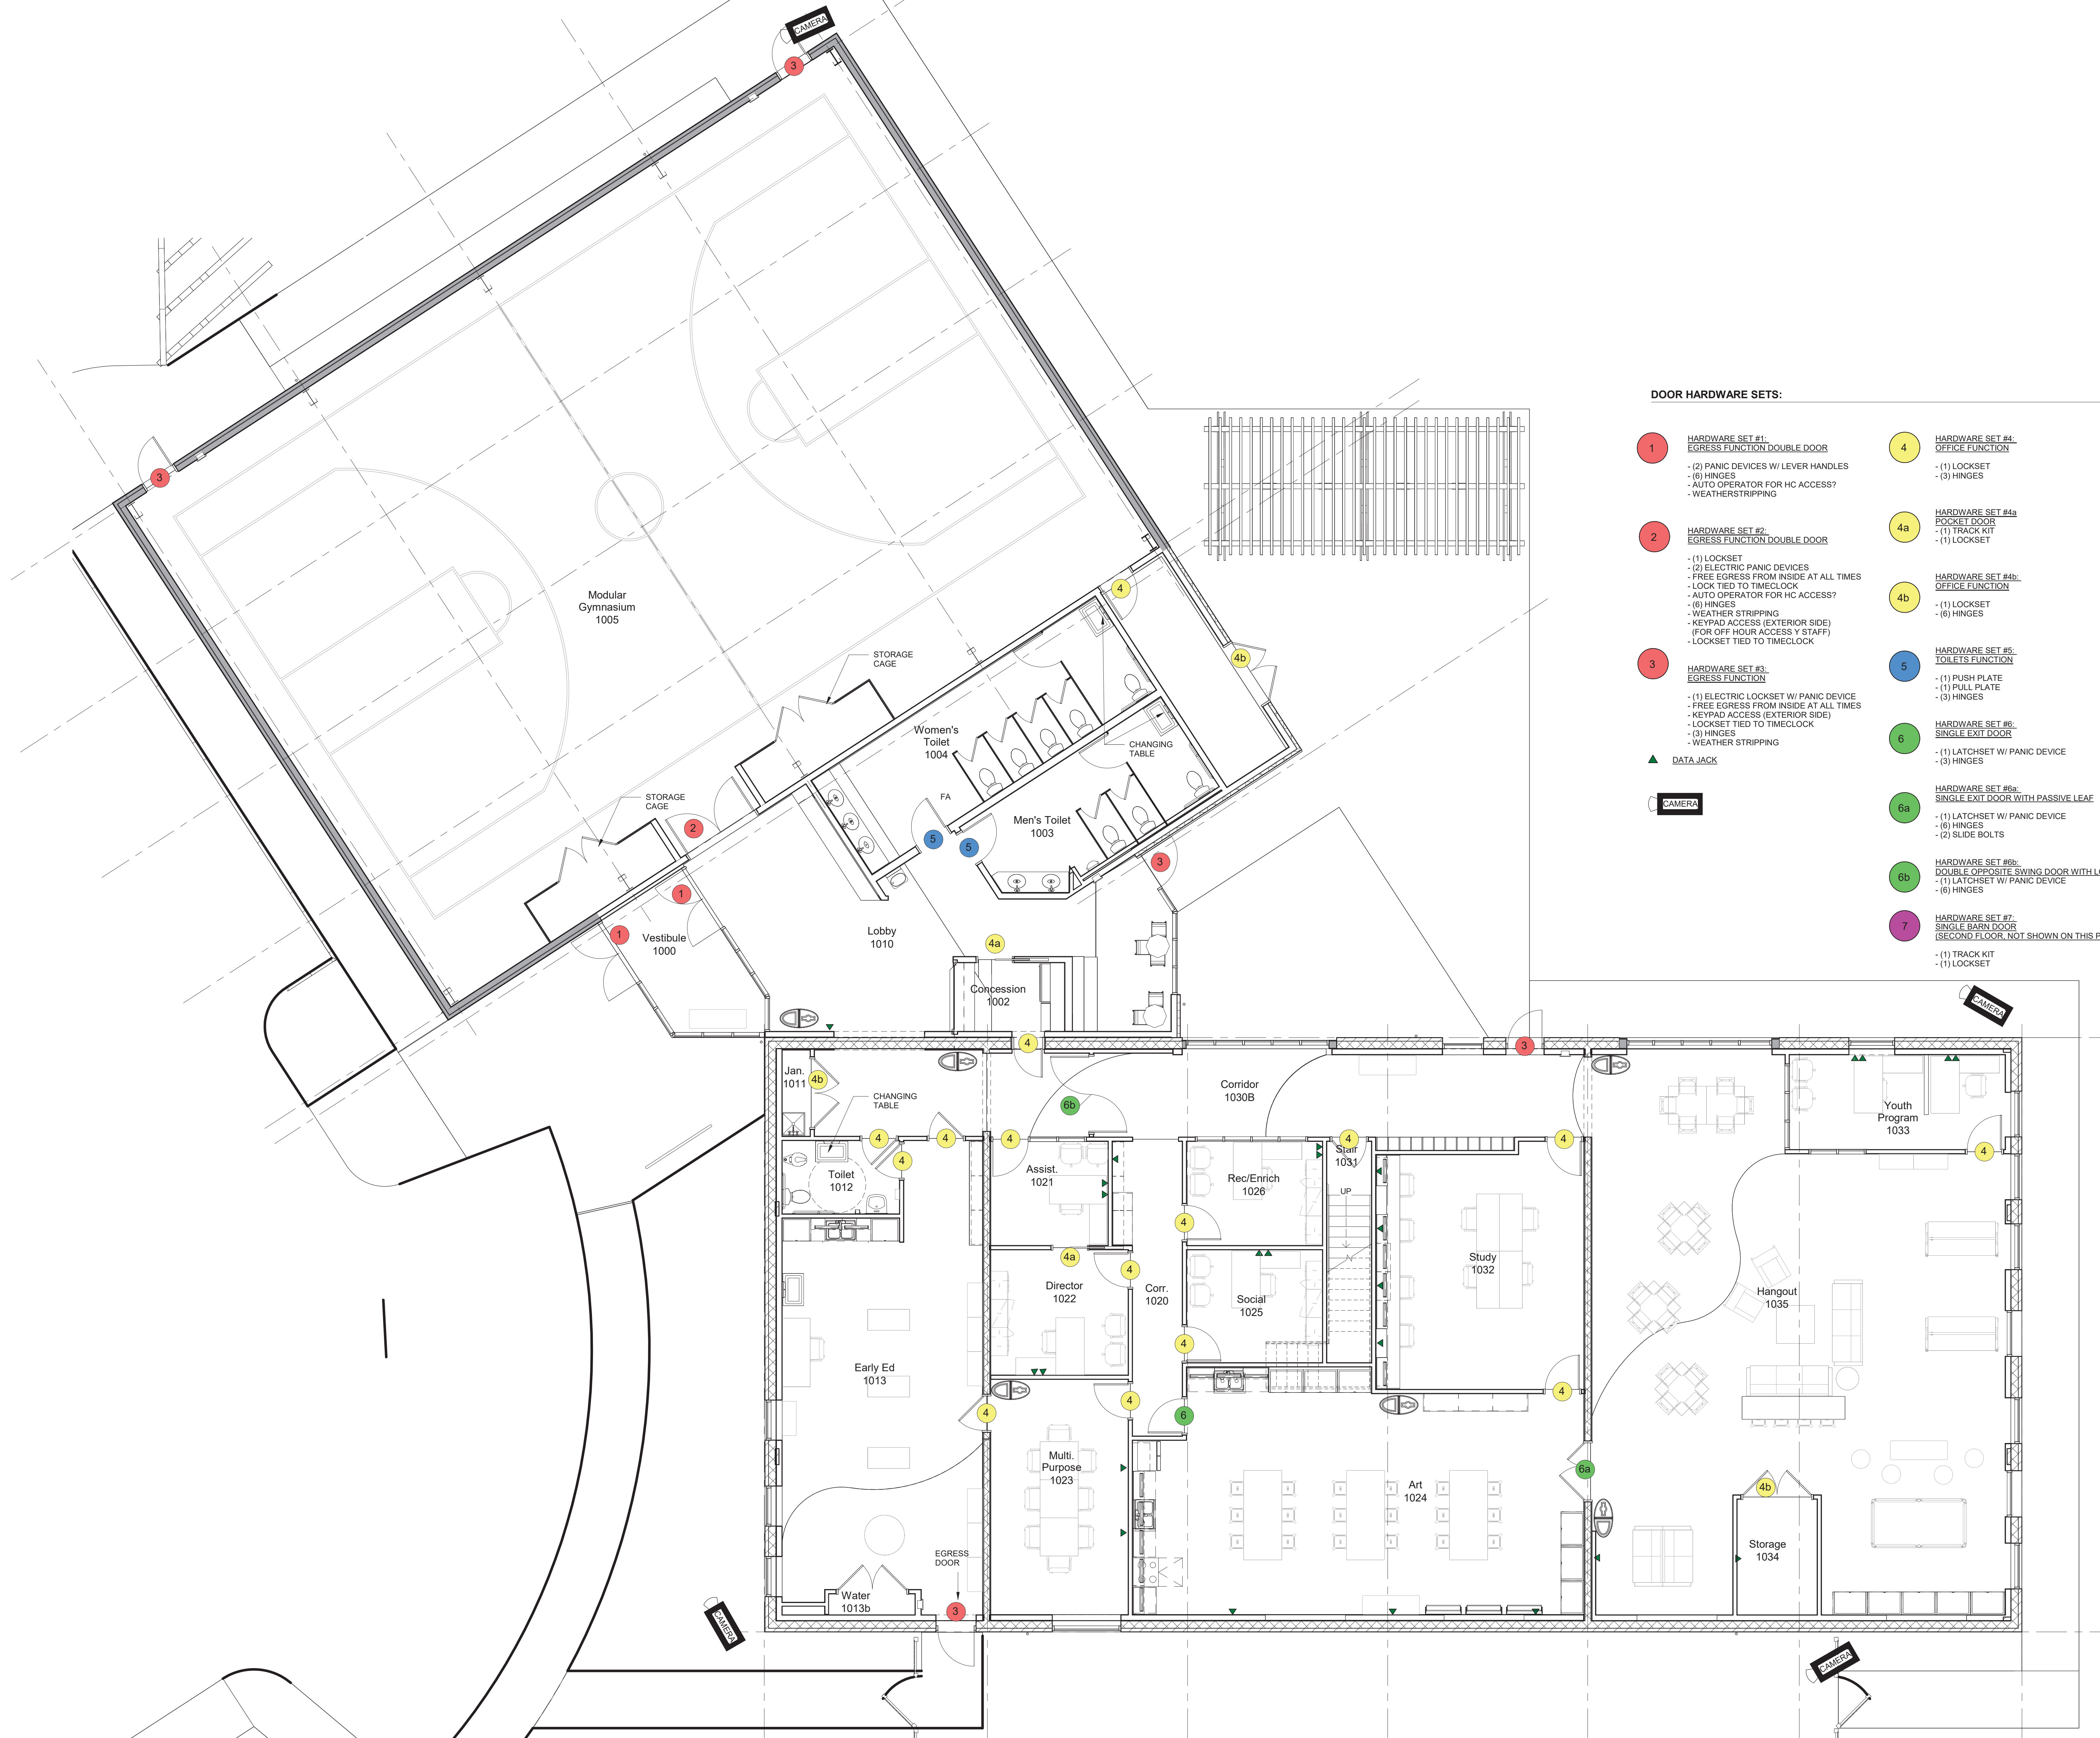 CAMERA
3
3
Modular
Gymnasium
1005
STORAGE
CAGE
STORAGE
CAGE
4
4b
Women's
Toilet
1004
CHANGING
TABLE
FA
Men's Toilet
1003
2
5
5
3
1
1
Vestibule
1000
Lobby
1010
4a
Concession
1002
DOOR HARDWARE SETS:
1
HARDWARE SET #1:
EGRESS FUNCTION DOUBLE DOOR
- (2) PANIC DEVICES W/ LEVER HANDLES
- (6) HINGES
- AUTO OPERATOR FOR HC ACCESS?
- WEATHERSTRIPPING
2
HARDWARE SET #2:
EGRESS FUNCTION DOUBLE DOOR
- (1) LOCKSET
- (2) ELECTRIC PANIC DEVICES
- FREE EGRESS FROM INSIDE AT ALL TIMES
- LOCK TIED TO TIMECLOCK
- AUTO OPERATOR FOR HC ACCESS?
- (6) HINGES
- WEATHER STRIPPING
- KEYPAD ACCESS (EXTERIOR SIDE)
(FOR OFF HOUR ACCESS Y STAFF)
- LOCKSET TIED TO TIMECLOCK
3
HARDWARE SET #3:
EGRESS FUNCTION
- (1) ELECTRIC LOCKSET W/ PANIC DEVICE
- FREE EGRESS FROM INSIDE AT ALL TIMES
- KEYPAD ACCESS (EXTERIOR SIDE)
- LOCKSET TIED TO TIMECLOCK
- (3) HINGES
- WEATHER STRIPPING
DATA JACK
CAMERA
4
HARDWARE SET #4:
OFFICE FUNCTION
- (1) LOCKSET
- (3) HINGES
4a
HARDWARE SET #4a
POCKET DOOR
- (1) TRACK KIT
- (1) LOCKSET
4b
HARDWARE SET #4b:
OFFICE FUNCTION
- (1) LOCKSET
- (6) HINGES
5
HARDWARE SET #5:
TOILETS FUNCTION
- (1) PUSH PLATE
- (1) PULL PLATE
- (3) HINGES
6
HARDWARE SET #6:
SINGLE EXIT DOOR
- (1) LATCHSET W/ PANIC DEVICE
- (3) HINGES
6a
HARDWARE SET #6a:
SINGLE EXIT DOOR WITH PASSIVE LEAF
- (1) LATCHSET W/ PANIC DEVICE
- (6) HINGES
- (2) SLIDE BOLTS
6b
HARDWARE SET #6b:
DOUBLE OPPOSITE SWING DOOR WITH
- (1) LATCHSET W/ PANIC DEVICE
- (6) HINGES
7
HARDWARE SET #7:
SINGLE BARN DOOR
(SECOND FLOOR, NOT SHOWN ON THIS
- (1) TRACK KIT
- (1) LOCKSET
CAMERA
4
3
Jan.
1011
4b
CHANGING
TABLE
6b
Corridor
1030B
Youth
Program
1033
4
4
4
4
4
4
4
Toilet
1012
Assist.
1021
Rec/Enrich
1026
Stair
1031
UP
4
4a
4
Director
1022
Corr.
1020
Social
1025
Study
1032
Hangout
1035
4
Early Ed
1013
4
4
6
4
Multi.
Purpose
1023
Art
1024
6a
4b
Storage
1034
EGRESS
DOOR
Water
1013b
3
CAMERA
CAMERA